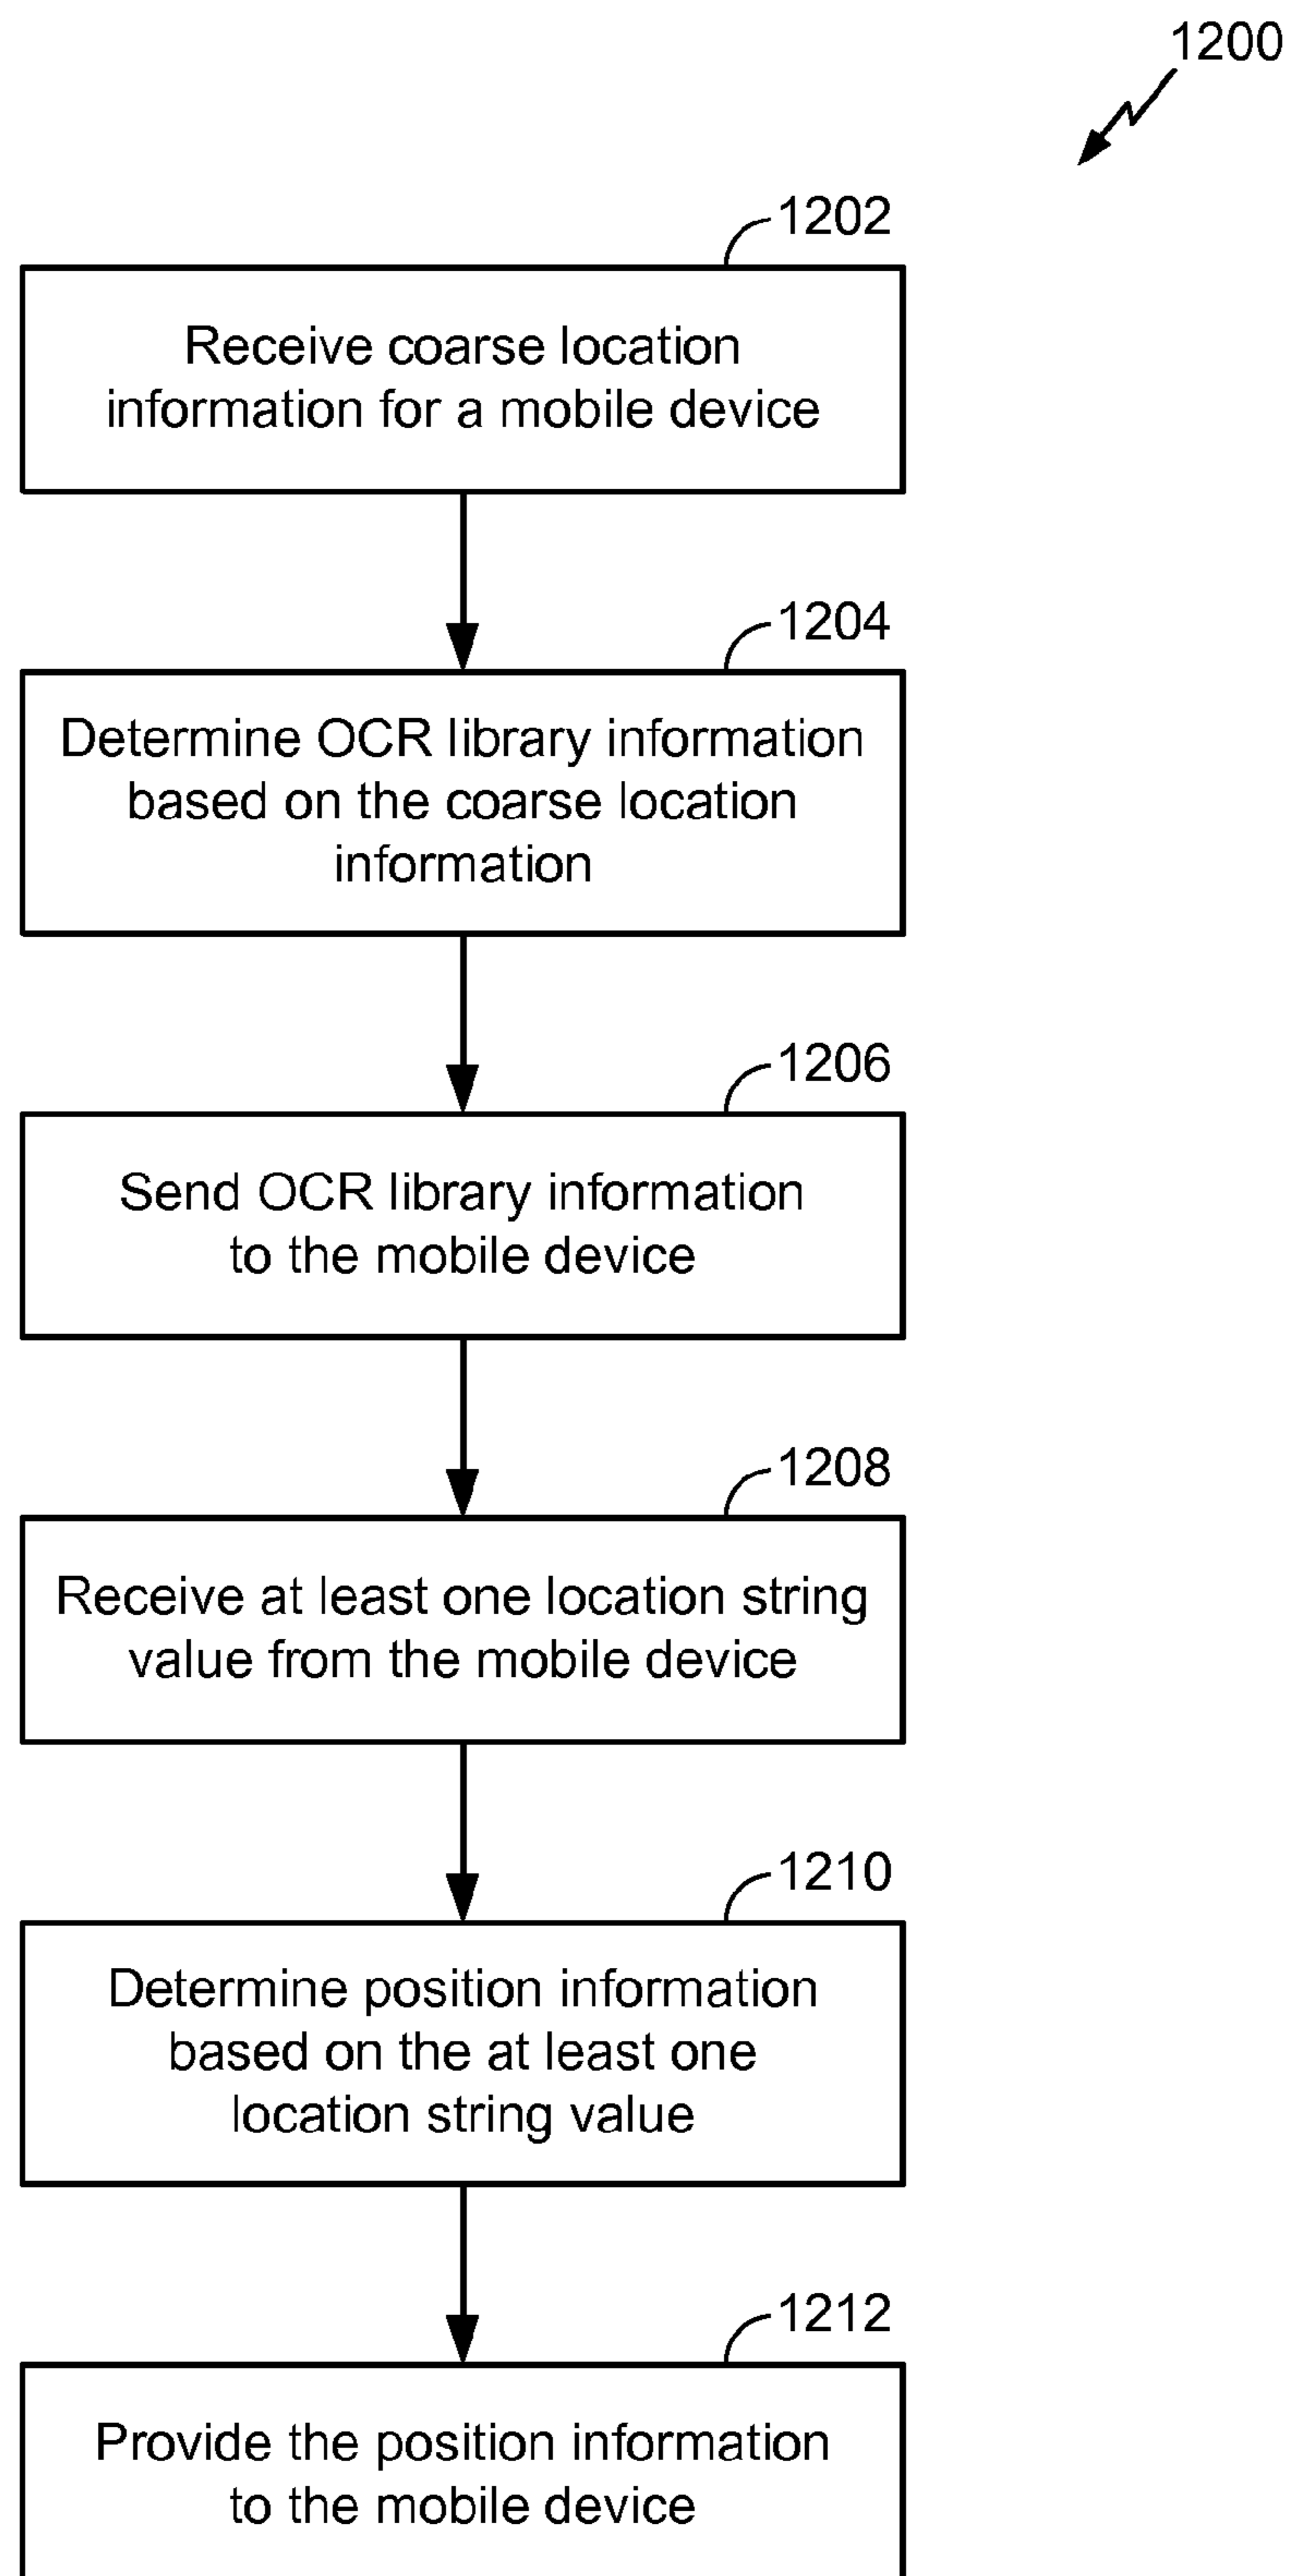 1200
1202
Receive coarse location
information for a mobile device
1204
Determine OCR library information
based on the coarse location
information
1206
Send OCR library information
to the mobile device
1208
Receive at least one location string
value from the mobile device
1210
Determine position information
based on the at least one
location string value
1212
Provide the position information
to the mobile device